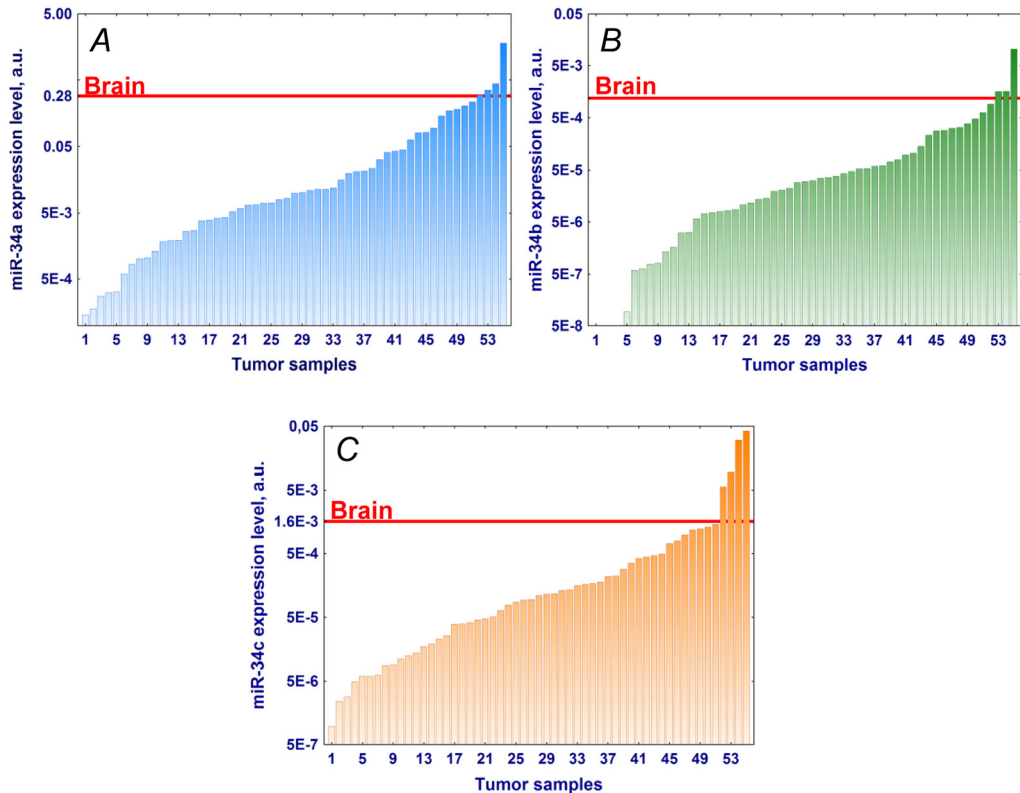 A
miR-34a expression level, a.u.
5.00
Brain
0.28
0.05
5E-3
5E-4
1 5 9 13 17 21 25 29 33 37 41 45 49 53
Tumor samples
B
miR-34b expression level, a.u.
0.05
5E-3
Brain
5E-4
5E-5
5E-6
5E-7
5E-8
1 5 9 13 17 21 25 29 33 37 41 45 49 53
Tumor samples
C
miR-34c expression level, a.u.
0,05
5E-3
Brain
1.6E-3
5E-4
5E-5
5E-6
5E-7
1 5 9 13 17 21 25 29 33 37 41 45 49 53
Tumor samples